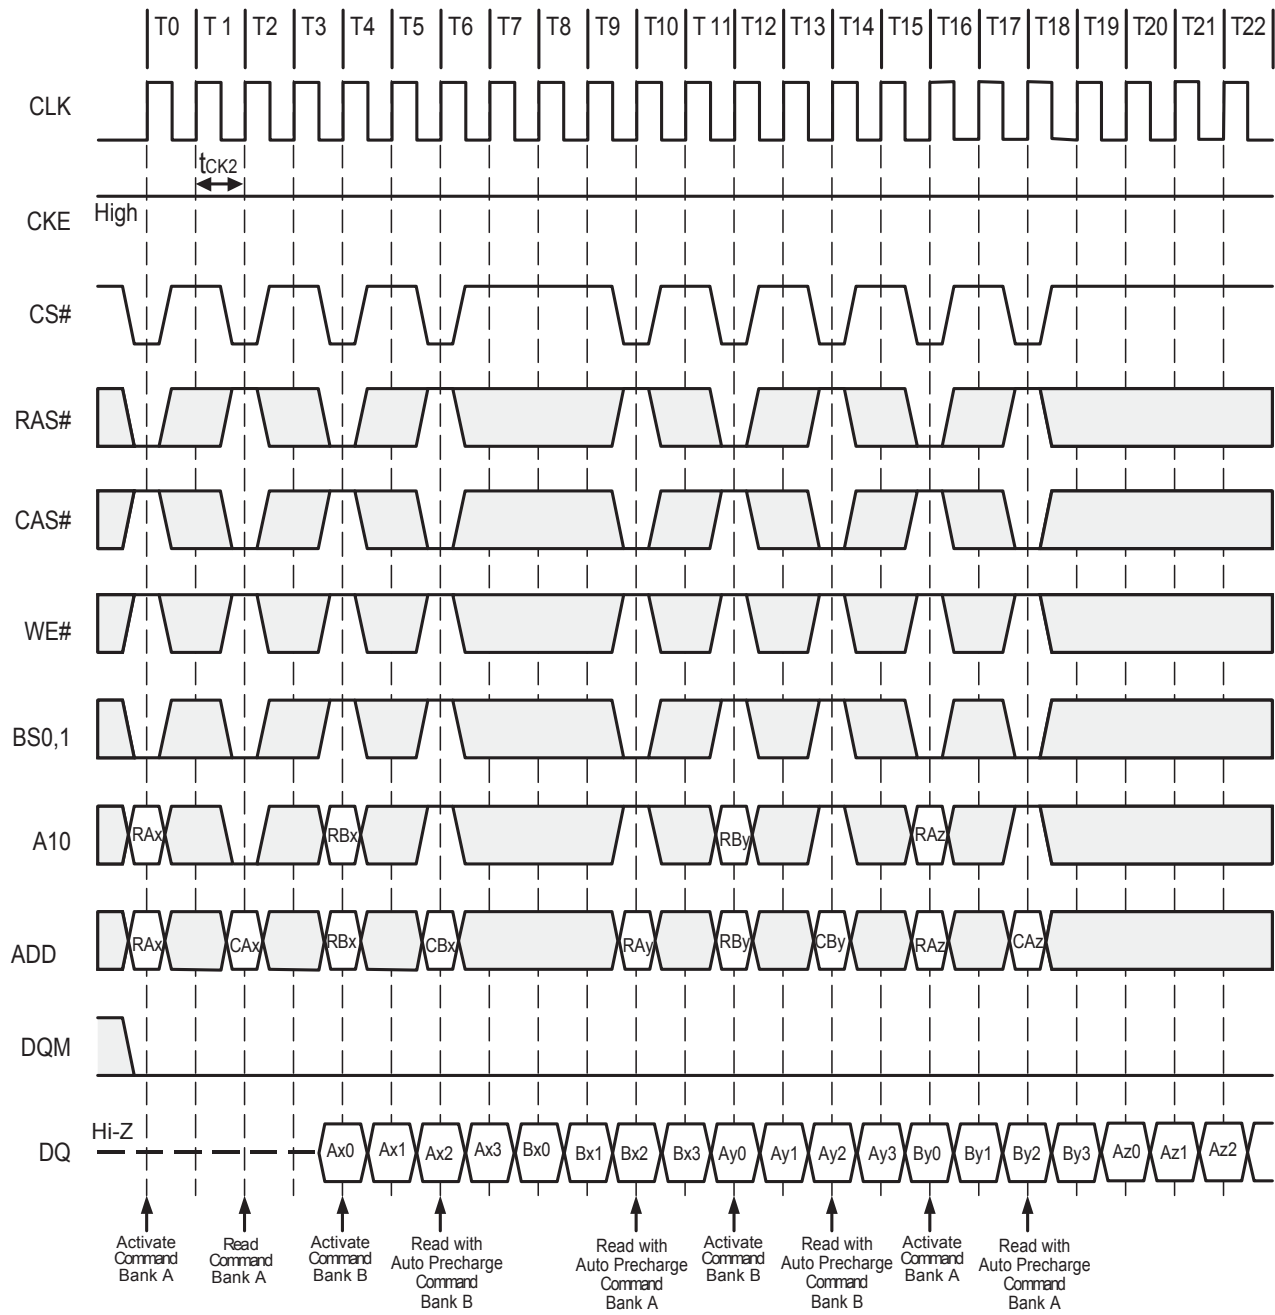 T0 T 1 T2 T3 T4 T5 T6 T7 T8 T9 T10 T 11 T12 T13 T14 T15 T16 T17 T18 T19 T20 T21 T22
CLK
tCK2
CKE High
CS#
RAS#
CAS#
WE#
BS0,1
A10 RAx RBx RBy RAz
ADD RAx CAx RBx CBx RAy RBy CBy RAz CAz
DQM
DQ Hi-Z Ax0 Ax1 Ax2 Ax3 Bx0 Bx1 Bx2 Bx3 Ay0 Ay1 Ay2 Ay3 By0 By1 By2 By3 Az0 Az1 Az2
Activate
Command
Bank A
Read
Command
Bank A
Activate
Command
Bank B
Read with
Auto Precharge
Command
Bank B
Read with
Auto Precharge
Command
Bank A
Activate
Command
Bank B
Read with
Auto Precharge
Command
Bank B
Activate
Command
Bank A
Read with
Auto Precharge
Command
Bank A